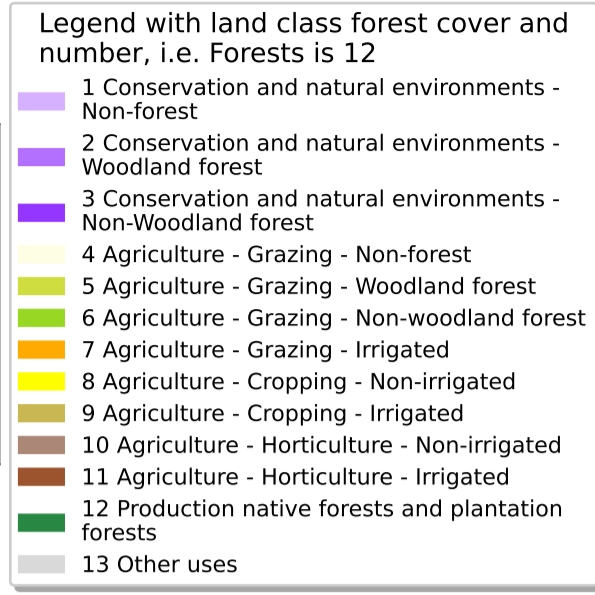 Legend with land class forest cover and
number, i.e. Forests is 12
1 Conservation and natural environments -
Non-forest
2 Conservation and natural environments -
Woodland forest
3 Conservation and natural environments -
Non-Woodland forest
4 Agriculture - Grazing - Non-forest
5 Agriculture - Grazing - Woodland forest
6 Agriculture - Grazing - Non-woodland forest
7 Agriculture - Grazing - Irrigated
8 Agriculture - Cropping - Non-irrigated
9 Agriculture - Cropping - Irrigated
10 Agriculture - Horticulture - Non-irrigated
11 Agriculture - Horticulture - Irrigated
12 Production native forests and plantation
forests
13 Other uses